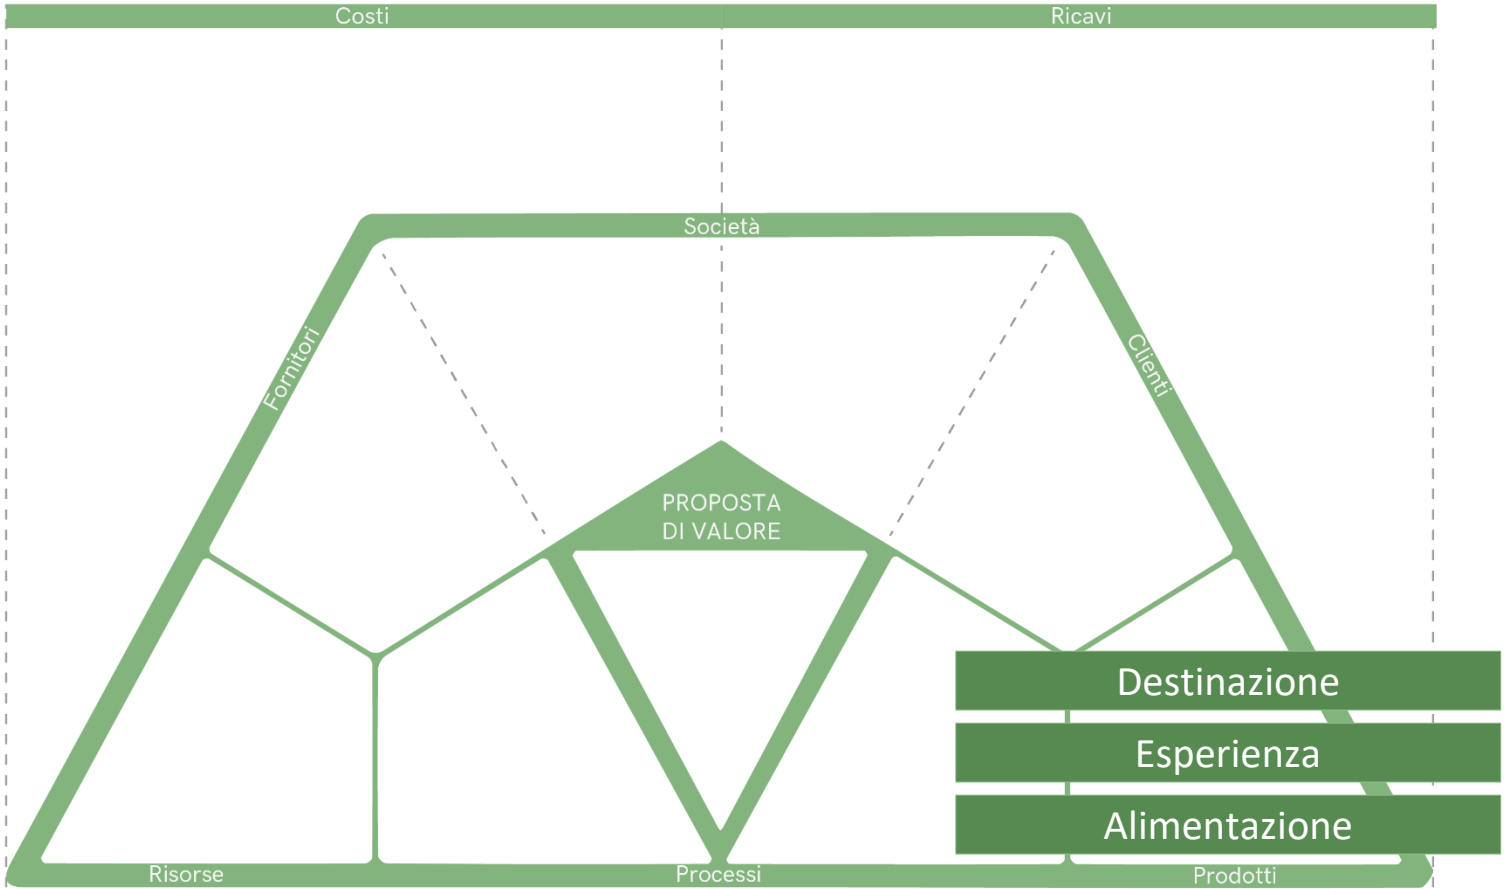 Costi
Ricavi
Società
Fornitori
Clienti
PROPOSTA
DI VALORE
Destinazione
Esperienza
Alimentazione
Risorse
Processi
Prodotti